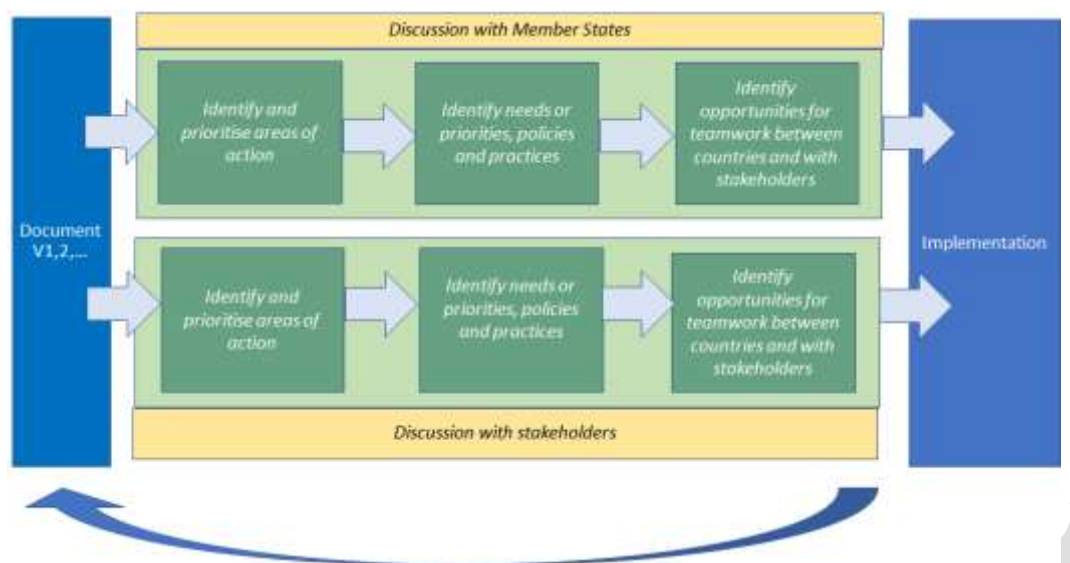 Discussion with Member States
Identify and
prioritise areas of
action
Identify needs or
priorities, policies
and practices
Identify
opportunities for
teamwork between
countries and with
stakeholders
Document
V1,2,...
Implementation
Identify and
prioritise areas of
action
Identify needs or
priorities, policies
and practices
Identify
opportunities for
teamwork between
countries and with
stakeholders
Discussion with stakeholders